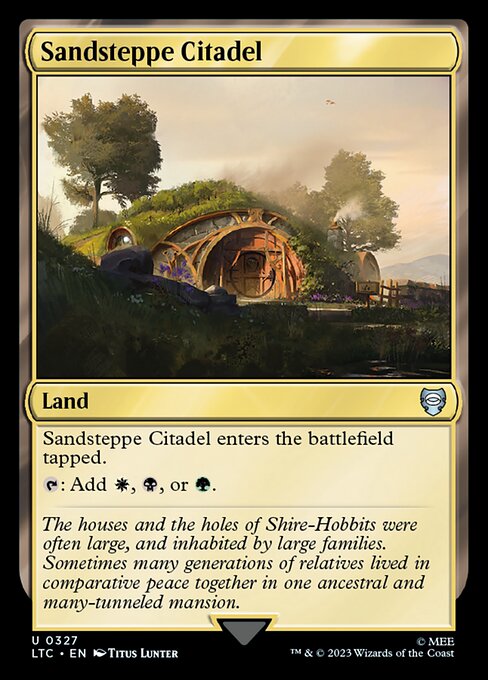 Sandsteppe Citadel
Land
Sandsteppe Citadel enters the battlefield
tapped.
: Add , , or .
The houses and the holes of Shire-Hobbits were
often large, and inhabited by large families.
Sometimes many generations of relatives lived in
comparative peace together in one ancestral and
many-tunneled mansion.
U 0327
LTC • EN Titus Lunter
© MEE
™ & © 2023 Wizards of the Coast